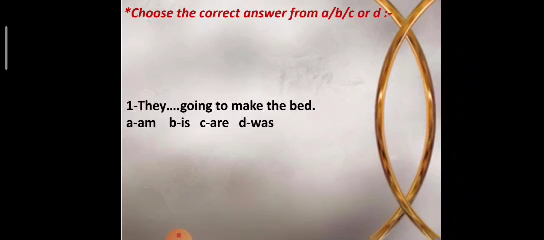 *Choose the correct answer from a/b/c or d :-
1-They....going to make the bed.
a-am b-is c-are d-was